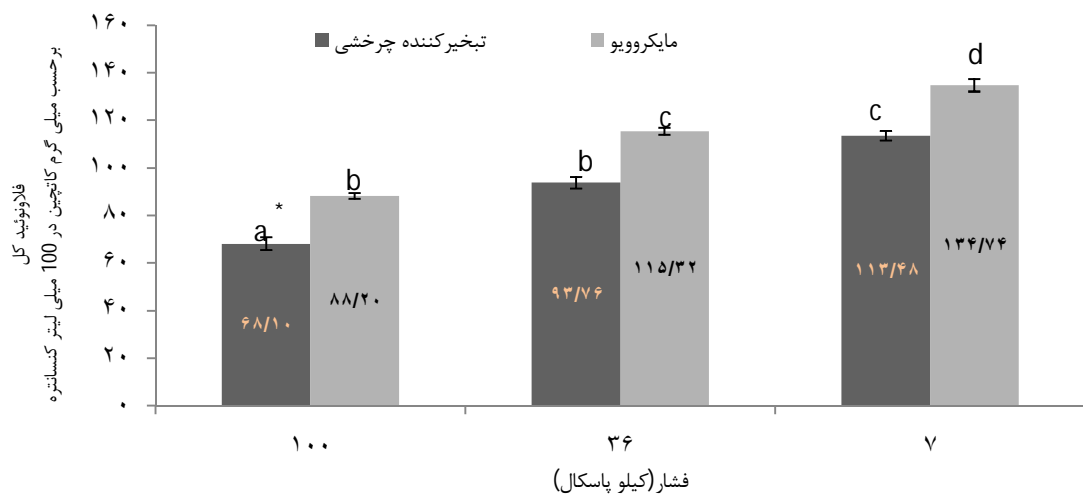 فلاونوئید کل
برحسب میلی گرم کاتچین در 100 میلی لیتر کنسانتره
۱۶۰
۱۴۰
۱۲۰
۱۰۰
۸۰
۶۰
۴۰
۲۰
۰
تبخیرکننده چرخشی
مایکروویو
a
*
b
b
c
c
d
۶۸/۱۰
۸۸/۲۰
۹۳/۷۶
۱۱۵/۳۲
۱۱۳/۴۸
۱۳۴/۷۴
۱۰۰
۳۶
۷
فشار(کیلو پاسکال)